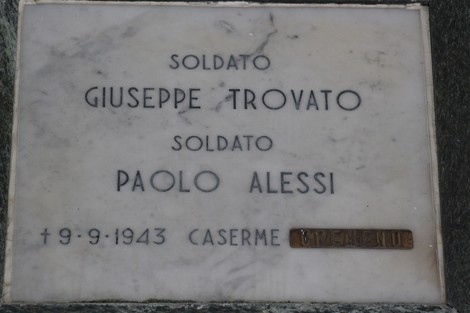 SOLDATO
GIUSEPPE TROVATO
SOLDATO
PAOLO ALESSI
† 9-9-1943 CASERME